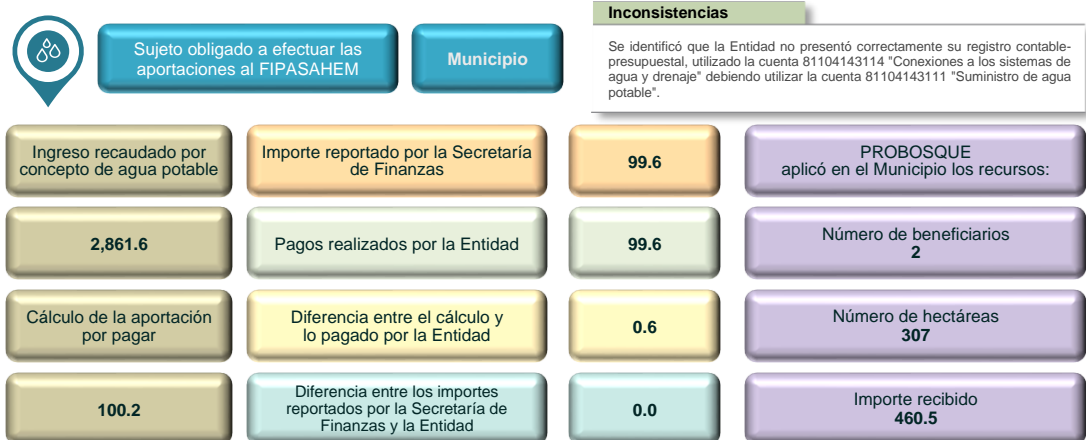 Sujeto obligado a efectuar las
aportaciones al FIPASAHEM
Municipio
Inconsistencias
Se identificó que la Entidad no presentó correctamente su registro contable-
presupuestal, utilizado la cuenta 81104143114 "Conexiones a los sistemas de
agua y drenaje" debiendo utilizar la cuenta 81104143111 "Suministro de agua
potable".
Ingreso recaudado por
concepto de agua potable
Importe reportado por la Secretaría
de Finanzas
99.6
PROBOSQUE
aplicó en el Municipio los recursos:
2,861.6
Pagos realizados por la Entidad
99.6
Número de beneficiarios
2
Cálculo de la aportación
por pagar
Diferencia entre el cálculo y
lo pagado por la Entidad
0.6
Número de hectáreas
307
100.2
Diferencia entre los importes
reportados por la Secretaría de
Finanzas y la Entidad
0.0
Importe recibido
460.5